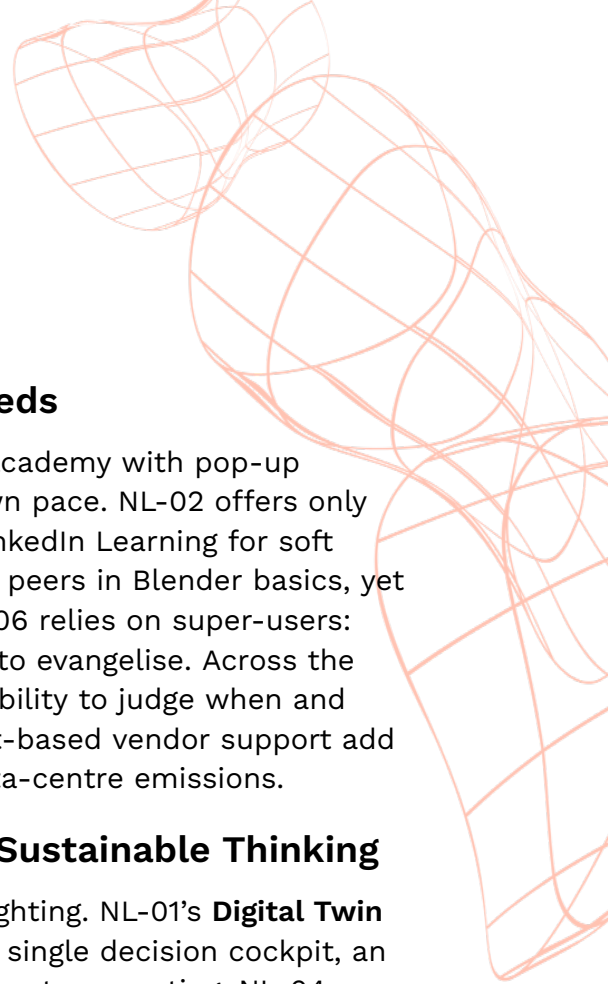 eds
cademy with pop-up
vn pace. NL-02 offers only
nkedIn Learning for soft
peers in Blender basics, yet
06 relies on super-users:
to evangelise. Across the
bility to judge when and
t-based vendor support add
ta-centre emissions.
Sustainable Thinking
ghting. NL-01’s Digital Twin
single decision cockpit, an